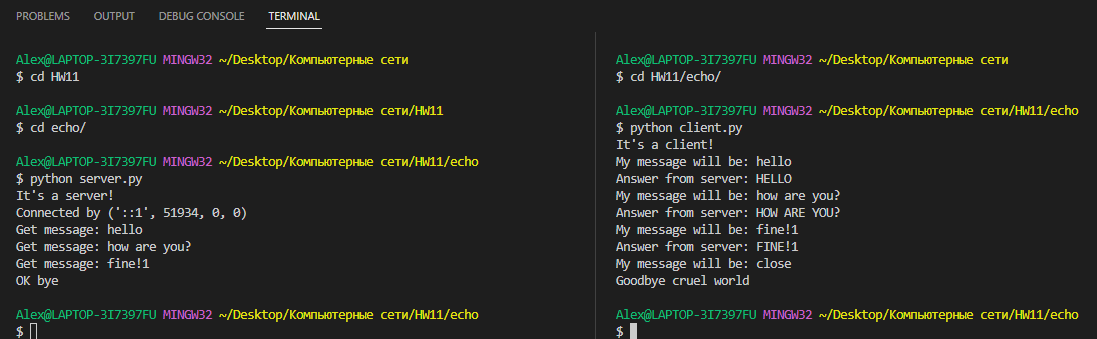 PROBLEMS OUTPUT DEBUG CONSOLE TERMINAL
Alex@LAPTOP-3I7397FU MINGW32 ~/Desktop/Компьютерные сети
$ cd HW11
Alex@LAPTOP-3I7397FU MINGW32 ~/Desktop/Компьютерные сети/HW11
$ cd echo/
Alex@LAPTOP-3I7397FU MINGW32 ~/Desktop/Компьютерные сети/HW11/echo
$ python server.py
It's a server!
Connected by ('::1', 51934, 0, 0)
Get message: hello
Get message: how are you?
Get message: fine!1
OK bye
Alex@LAPTOP-3I7397FU MINGW32 ~/Desktop/Компьютерные сети/HW11/echo
$
Alex@LAPTOP-3I7397FU MINGW32 ~/Desktop/Компьютерные сети
$ cd HW11/echo/
Alex@LAPTOP-3I7397FU MINGW32 ~/Desktop/Компьютерные сети/HW11/echo
$ python client.py
It's a client!
My message will be: hello
Answer from server: HELLO
My message will be: how are you?
Answer from server: HOW ARE YOU?
My message will be: fine!1
Answer from server: FINE!1
My message will be: close
Goodbye cruel world
Alex@LAPTOP-3I7397FU MINGW32 ~/Desktop/Компьютерные сети/HW11/echo
$